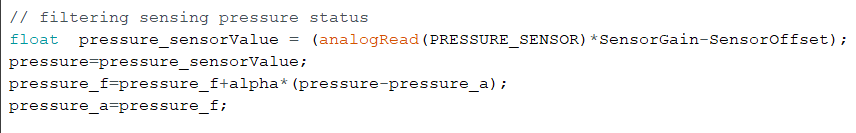 // filtering sensing pressure status
float  pressure_sensorValue = (analogRead(PRESSURE_SENSOR)*SensorGain-SensorOffset);
pressure=pressure_sensorValue;
pressure_f=pressure_f+alpha*(pressure-pressure_a);
pressure_a=pressure_f;